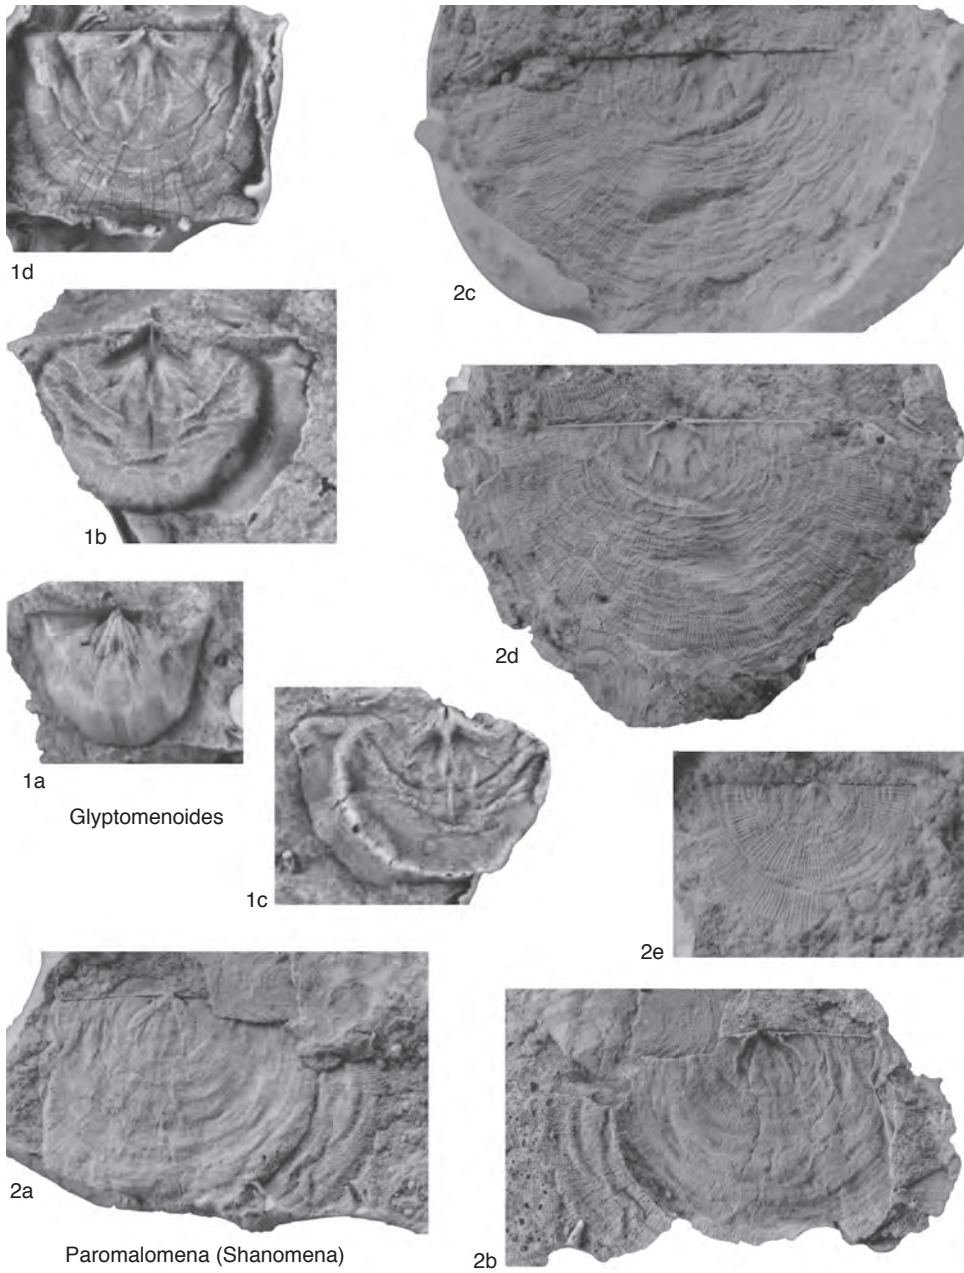 1d
2c
1b
2d
1a
Glyptomenoides
1c
2e
2a
Paromalomena (Shanomena)
2b